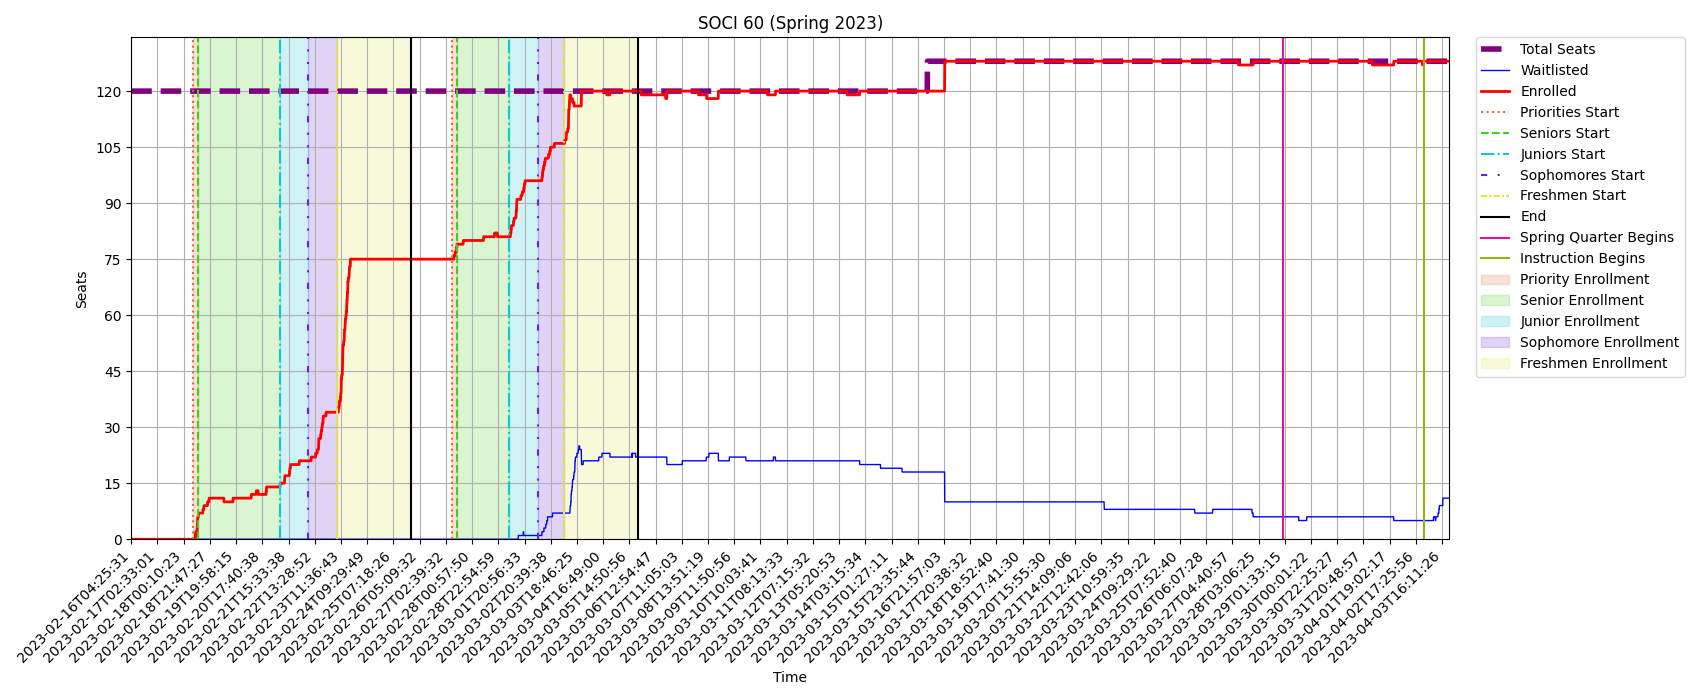 SOCI 60 (Spring 2023)
Seats
120
105
90
75
60
45
30
15
0
2023-02-16T04:25:31
2023-02-17T02:33:01
2023-02-18T00:10:23
2023-02-18T21:47:27
2023-02-19T19:58:15
2023-02-20T17:40:38
2023-02-21T15:33:38
2023-02-22T13:28:52
2023-02-23T11:36:43
2023-02-24T09:29:49
2023-02-25T07:18:26
2023-02-26T05:09:32
2023-02-27T02:39:32
2023-02-28T00:57:50
2023-02-28T22:54:59
2023-03-01T20:56:33
2023-03-02T20:39:38
2023-03-03T18:46:25
2023-03-04T16:49:00
2023-03-05T14:50:56
2023-03-06T12:54:47
2023-03-07T11:05:03
2023-03-08T13:51:19
2023-03-09T11:50:56
2023-03-10T10:03:41
2023-03-11T08:13:33
2023-03-12T07:15:32
2023-03-13T05:20:53
2023-03-14T03:15:34
2023-03-15T01:27:11
2023-03-15T23:35:44
2023-03-16T21:57:03
2023-03-17T20:38:32
2023-03-18T18:52:40
2023-03-19T17:41:30
2023-03-20T15:55:30
2023-03-21T14:09:06
2023-03-22T12:42:06
2023-03-23T10:59:35
2023-03-24T09:29:22
2023-03-25T07:52:40
2023-03-26T06:07:28
2023-03-27T04:40:57
2023-03-28T03:06:25
2023-03-29T01:33:15
2023-03-30T00:01:22
2023-03-30T22:25:27
2023-03-31T20:48:57
2023-04-01T19:02:17
2023-04-02T17:25:56
2023-04-03T16:11:26
Time
Total Seats
Waitlisted
Enrolled
Priorities Start
Seniors Start
Juniors Start
Sophomores Start
Freshmen Start
End
Spring Quarter Begins
Instruction Begins
Priority Enrollment
Senior Enrollment
Junior Enrollment
Sophomore Enrollment
Freshmen Enrollment